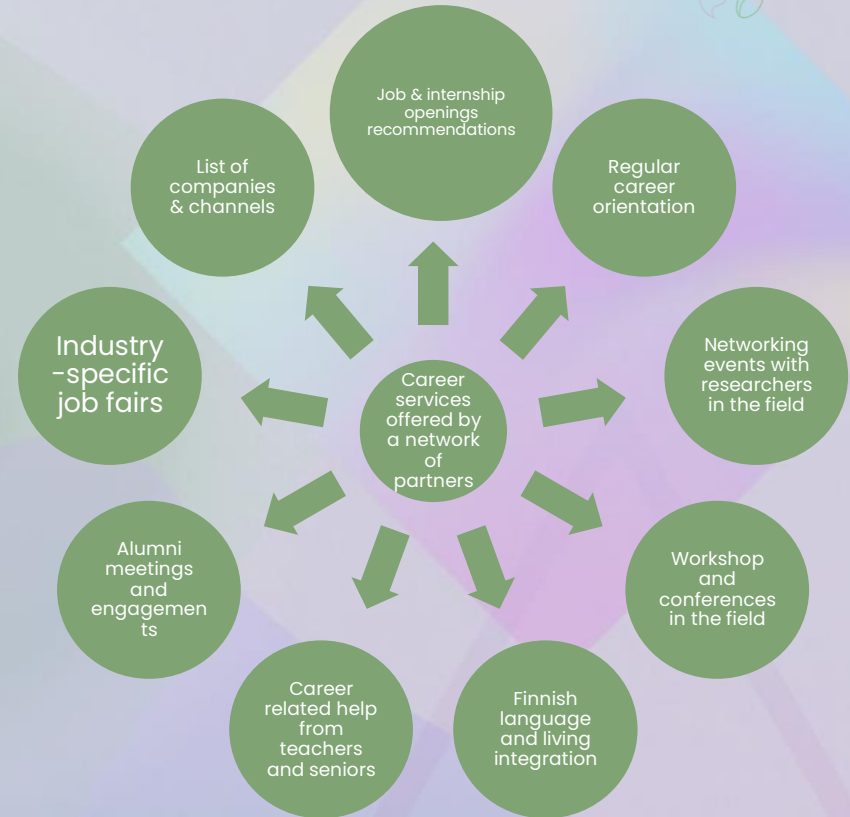 Job & internship
openings
recommendations
Regular
career
orientation
Networking
events with
researchers
in the field
Workshop
and
conferences
in the field
Finnish
language
and living
integration
Career
related help
from
teachers
and seniors
Alumni
meetings
and
engagemen
ts
Industry
-specific
job fairs
List of
companies
& channels
Career
services
offered by
a network
of
partners